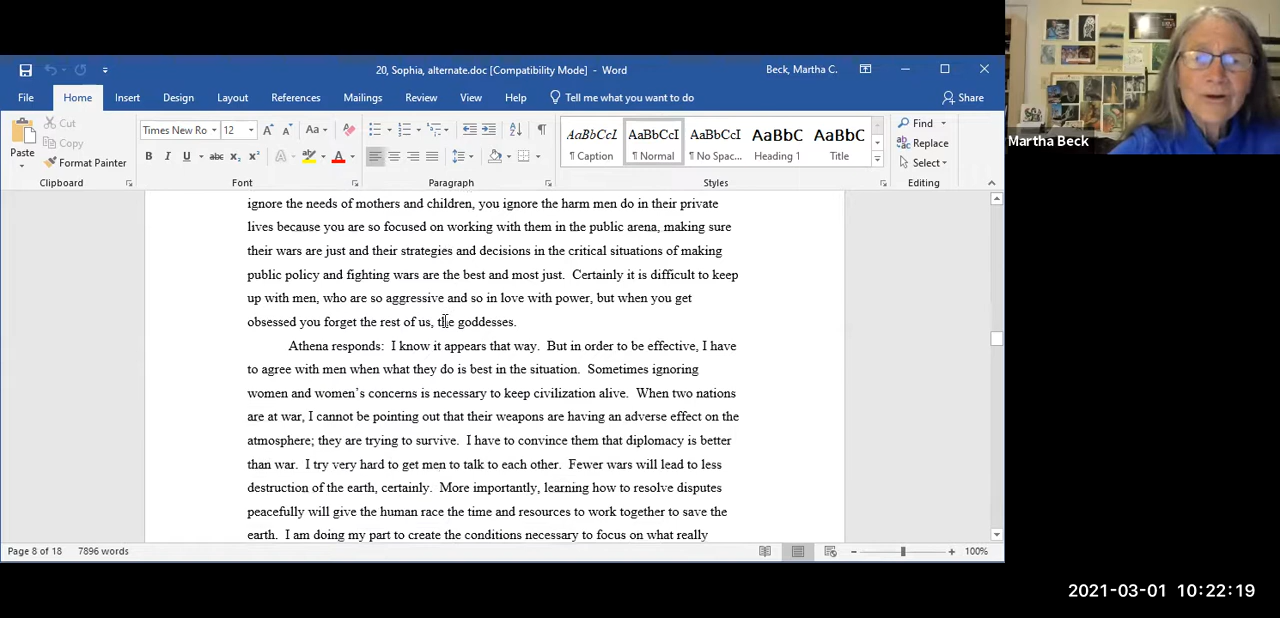 20, Sophia, alternate.doc [Compatibility Mode] - Word
Beck, Martha C.
File
Home
Insert
Design
Layout
References
Mailings
Review
View
Help
Tell me what you want to do
Share
Paste
Cut
Copy
Format Painter
Clipboard
Times New Ro
12
Aa
B I U abc x₂ x²
Font
Paragraph
AaBbCcL
AaBbCcI
AaBbCcI
AaBbC
AaBbC
¶ Caption
¶ Normal
¶ No Spac...
Heading 1
Title
Styles
Find
Replace
Select
Editing
Martha Beck
ignore the needs of mothers and children, you ignore the harm men do in their private
lives because you are so focused on working with them in the public arena, making sure
their wars are just and their strategies and decisions in the critical situations of making
public policy and fighting wars are the best and most just.  Certainly it is difficult to keep
up with men, who are so aggressive and so in love with power, but when you get
obsessed you forget the rest of us, the goddesses.
Athena responds:  I know it appears that way.  But in order to be effective, I have
to agree with men when what they do is best in the situation.  Sometimes ignoring
women and women's concerns is necessary to keep civilization alive.  When two nations
are at war, I cannot be pointing out that their weapons are having an adverse effect on the
atmosphere; they are trying to survive.  I have to convince them that diplomacy is better
than war.  I try very hard to get men to talk to each other.  Fewer wars will lead to less
destruction of the earth, certainly.  More importantly, learning how to resolve disputes
peacefully will give the human race the time and resources to work together to save the
earth.  I am doing my part to create the conditions necessary to focus on what really
Page 8 of 18
7896 words
100%
2021-03-01 10:22:19